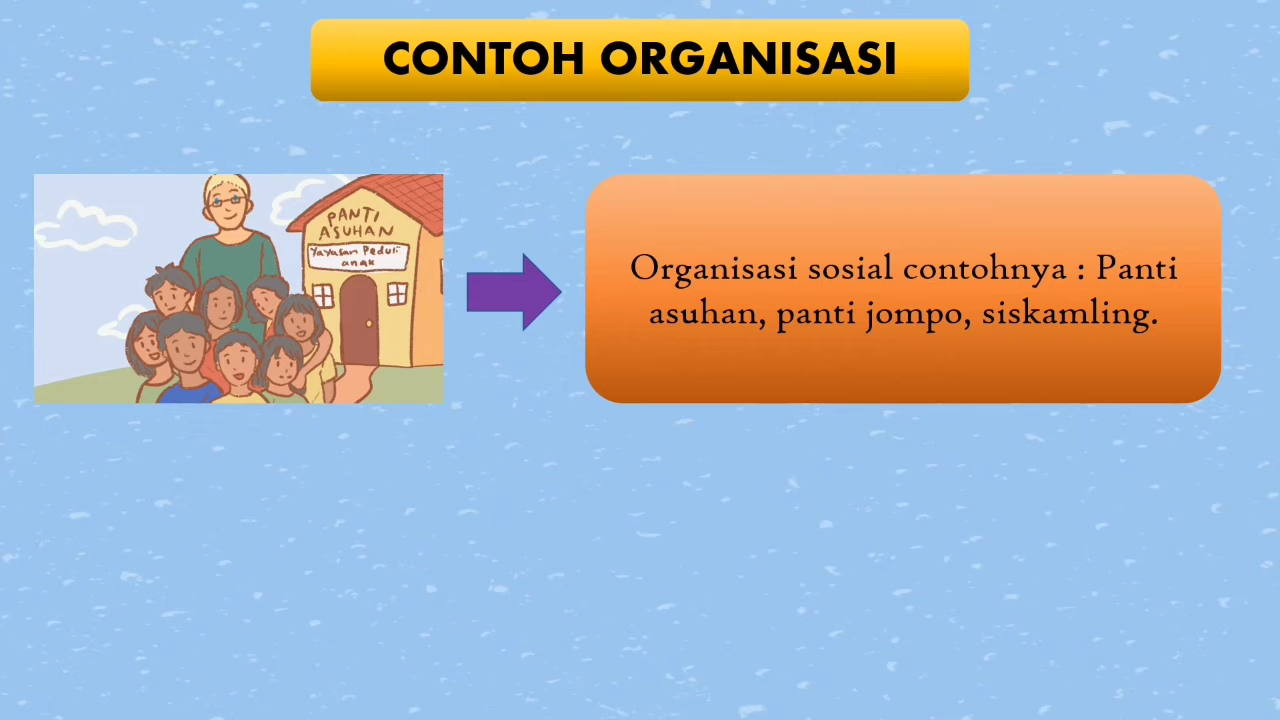 CONTOH ORGANISASI
PANTI
ASUHAN
Yayasan Peduli
anak
Organisasi sosial contohnya : Panti
asuhan, panti jompo, siskamling.